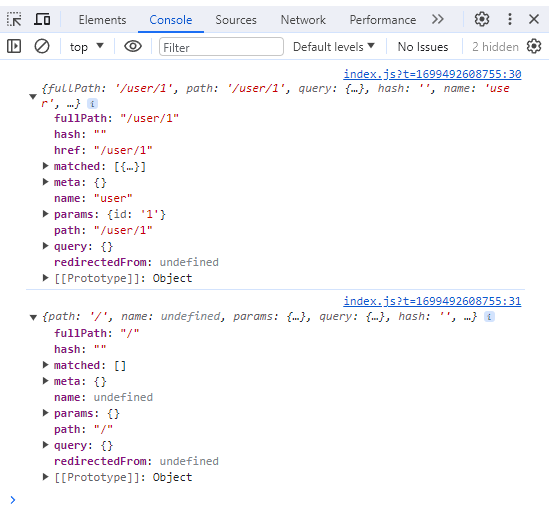 Elements Console Sources Network Performance
top Filter Default levels No Issues 2 hidden
index.js?t=1699492608755:30
{fullPath: '/user/1', path: '/user/1', query: {…}, hash: '', name: 'use
r', …} i
fullPath: "/user/1"
hash: ""
href: "/user/1"
matched: [{…}]
meta: {}
name: "user"
params: {id: '1'}
path: "/user/1"
query: {}
redirectedFrom: undefined
[[Prototype]]: Object
index.js?t=1699492608755:31
{path: '/', name: undefined, params: {…}, query: {…}, hash: '', …} i
fullPath: "/"
hash: ""
matched: []
meta: {}
name: undefined
params: {}
path: "/"
query: {}
redirectedFrom: undefined
[[Prototype]]: Object